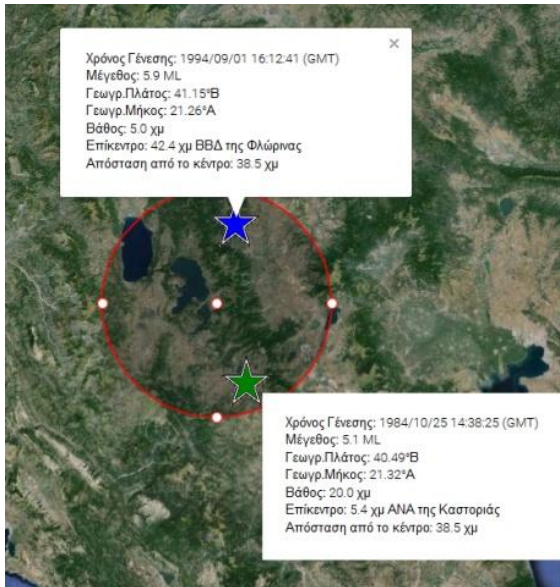 Χρόνος Γένεσης: 1994/09/01 16:12:41 (GMT)
Μέγεθος: 5.9 ML
Γεωγρ.Πλάτος: 41.15°Β
Γεωγρ.Μήκος: 21.26°Α
Βάθος: 5.0 χμ
Επίκεντρο: 42.4 χμ ΒΒΔ της Φλώρινας
Απόσταση από το κέντρο: 38.5 χμ
Χρόνος Γένεσης: 1984/10/25 14:38:25 (GMT)
Μέγεθος: 5.1 ML
Γεωγρ.Πλάτος: 40.49°Β
Γεωγρ.Μήκος: 21.32°Α
Βάθος: 20.0 χμ
Επίκεντρο: 5.4 χμ ΑΝΑ της Καστοριάς
Απόσταση από το κέντρο: 38.5 χμ